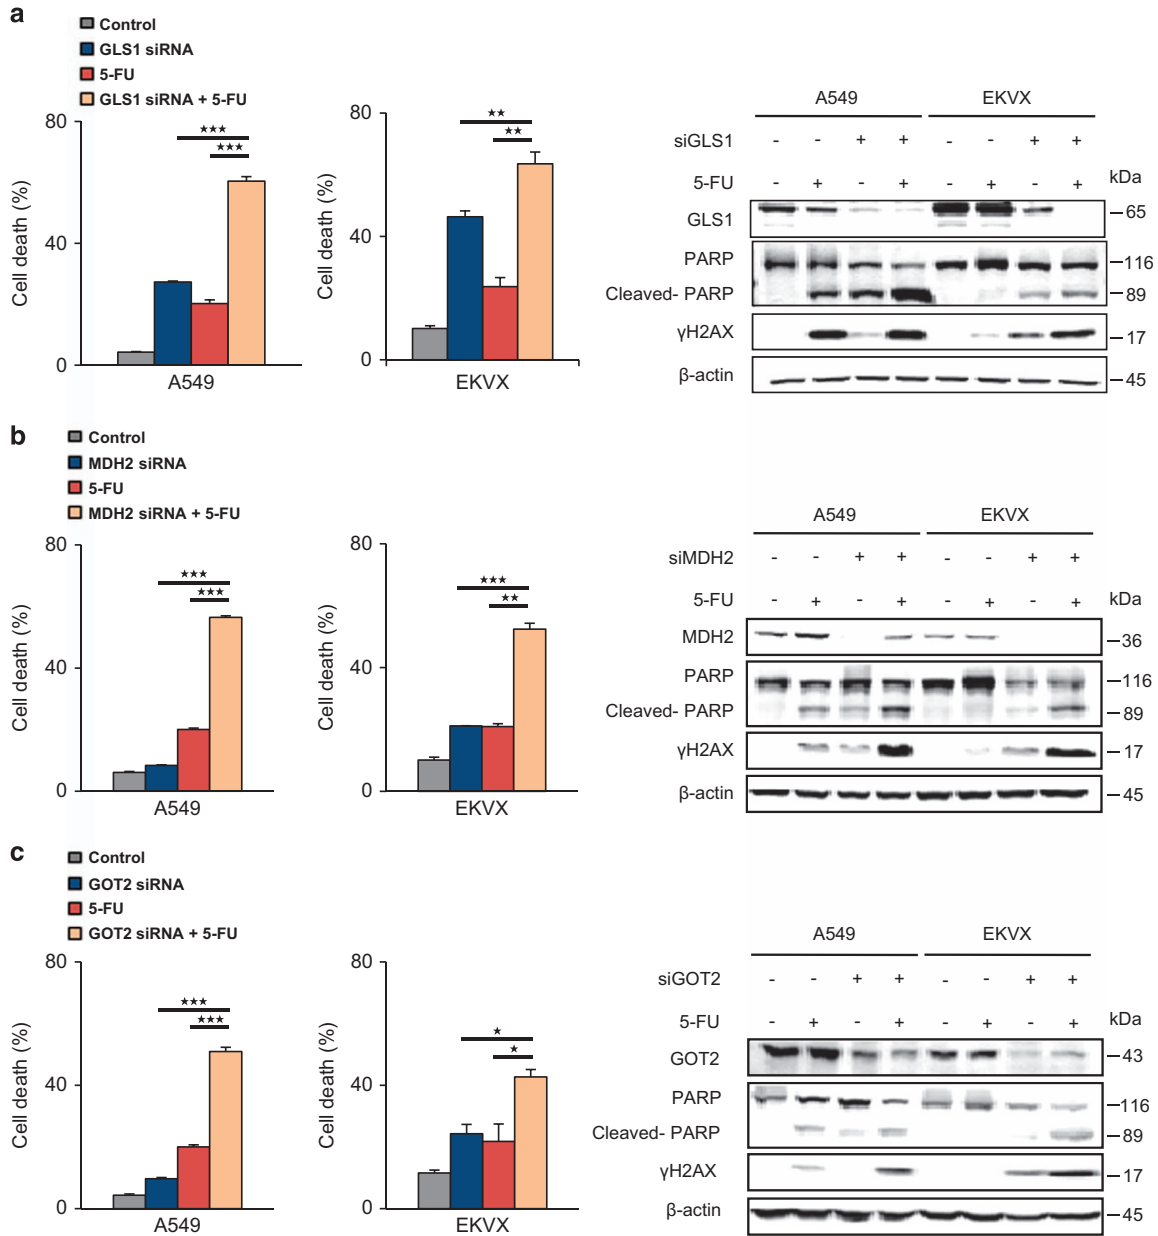 a
Control
GLS1 siRNA
5-FU
GLS1 siRNA + 5-FU
80
40
0
Cell death (%)
★★★
★★★
A549
80
40
0
Cell death (%)
★★
★★
EKVX
A549 EKVX
siGLS1 - - + + - - + +
5-FU - + - + - + - + kDa
GLS1 65
PARP 116
Cleaved- PARP 89
γH2AX 17
β-actin 45
b
Control
MDH2 siRNA
5-FU
MDH2 siRNA + 5-FU
80
40
0
Cell death (%)
★★★
★★★
A549
80
40
0
Cell death (%)
★★★
★★
EKVX
A549 EKVX
siMDH2 - - + + - - + +
5-FU - + - + - + - + kDa
MDH2 36
PARP 116
Cleaved- PARP 89
γH2AX 17
β-actin 45
c
Control
GOT2 siRNA
5-FU
GOT2 siRNA + 5-FU
80
40
0
Cell death (%)
★★★
★★★
A549
80
40
0
Cell death (%)
★
★
EKVX
A549 EKVX
siGOT2 - - + + - - + +
5-FU - + - + - + - + kDa
GOT2 43
PARP 116
Cleaved- PARP 89
γH2AX 17
β-actin 45